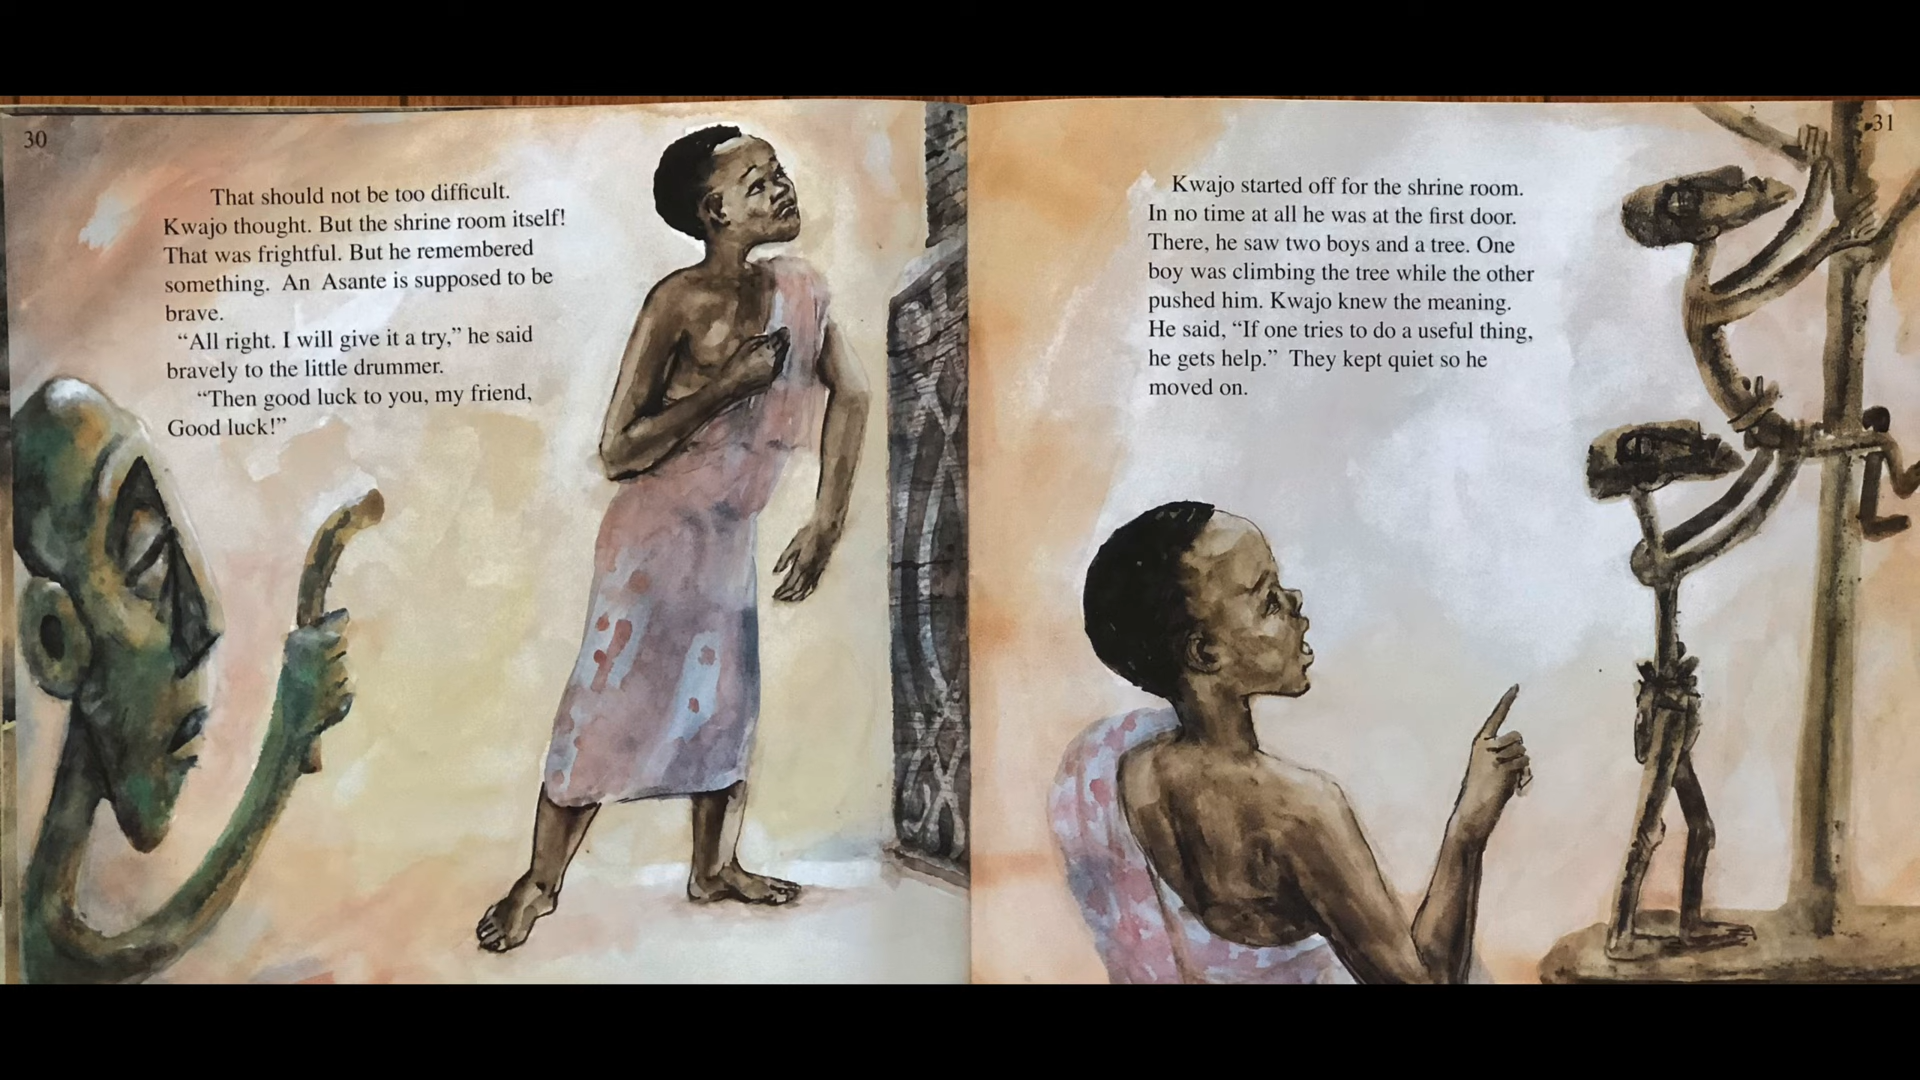 30
That should not be too difficult.
Kwajo thought. But the shrine room itself!
That was frightful. But he remembered
something. An Asante is supposed to be
brave.
“All right. I will give it a try,” he said
bravely to the little drummer.
“Then good luck to you, my friend,
Good luck!”
31
Kwajo started off for the shrine room.
In no time at all he was at the first door.
There, he saw two boys and a tree. One
boy was climbing the tree while the other
pushed him. Kwajo knew the meaning.
He said, “If one tries to do a useful thing,
he gets help.” They kept quiet so he
moved on.